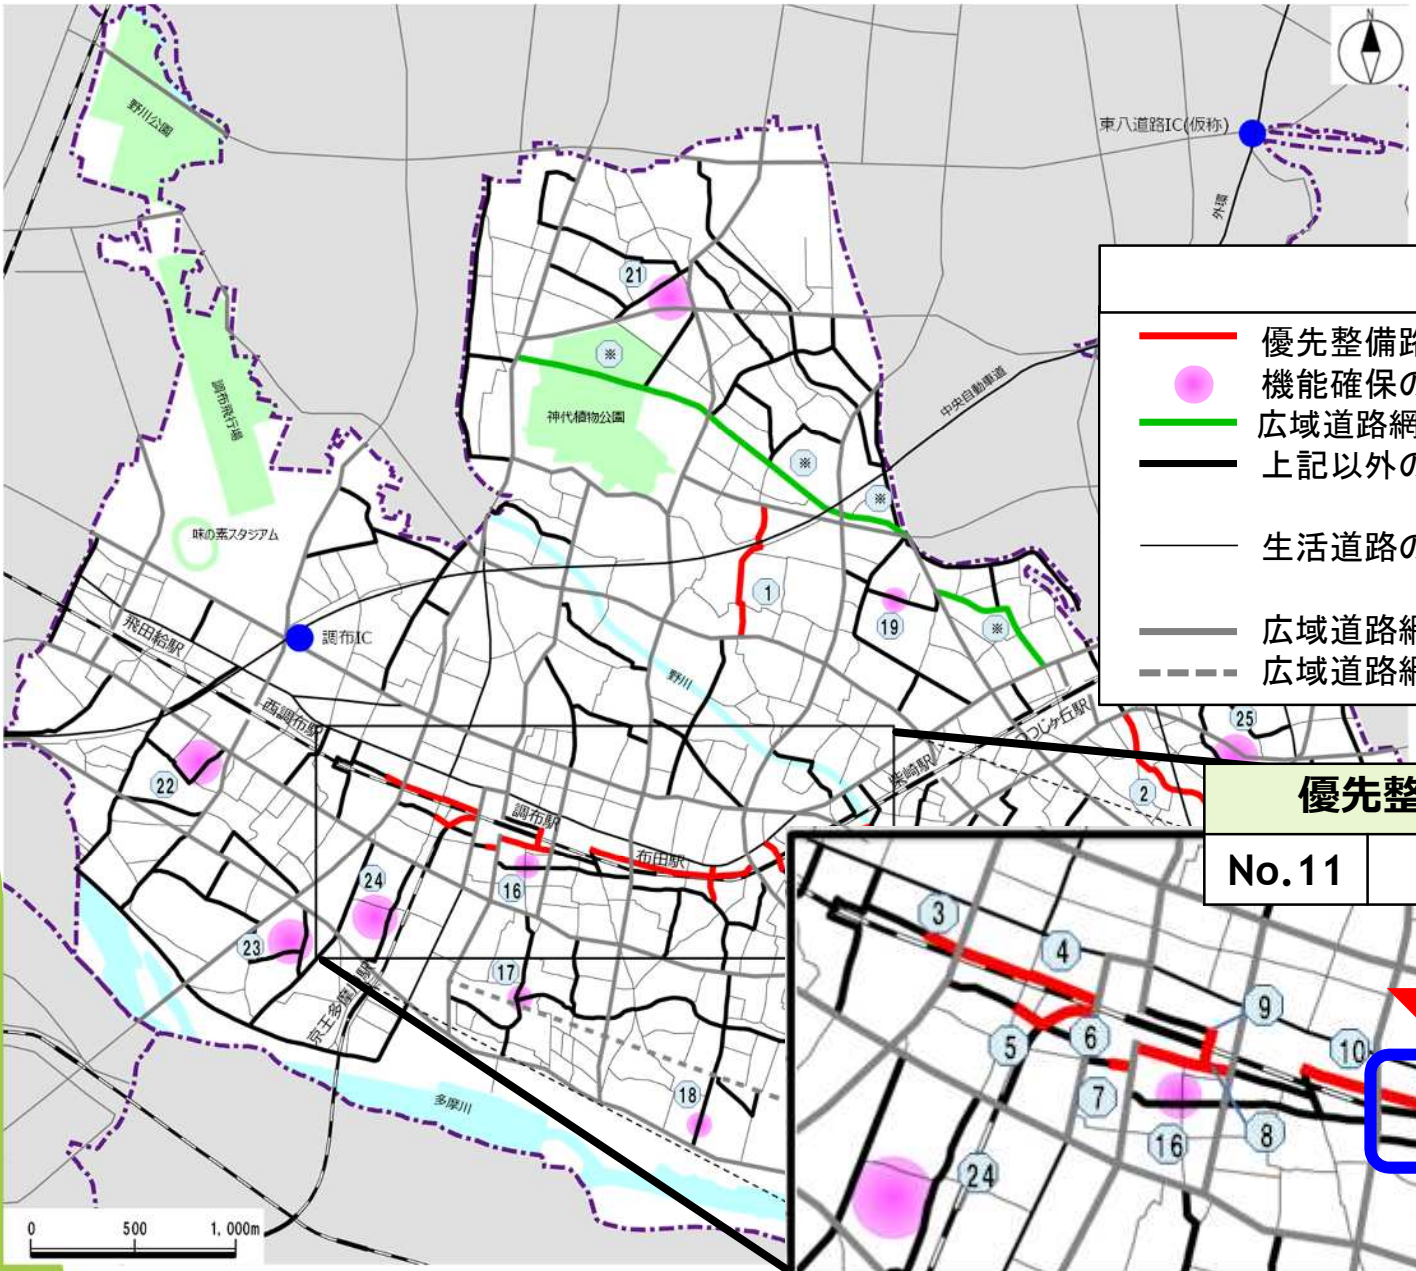 N
東八道路IC(仮称)
外環
野川公園
21
※
調布飛行場
神代植物公園
中央自動車道
※
※
味の素スタジアム
優先整備路
機能確保の
広域道路網
上記以外の
生活道路の
広域道路網
広域道路網
1
19
※
飛田給駅
調布IC
野川
西調布駅
つつじヶ丘駅
25
22
柴崎駅
2
調布駅
布田駅
優先整
No.11
24
16
23
17
京王多摩川駅
18
多摩川
3
4
9
5
6
10
7
8
16
24
0 500 1,000m